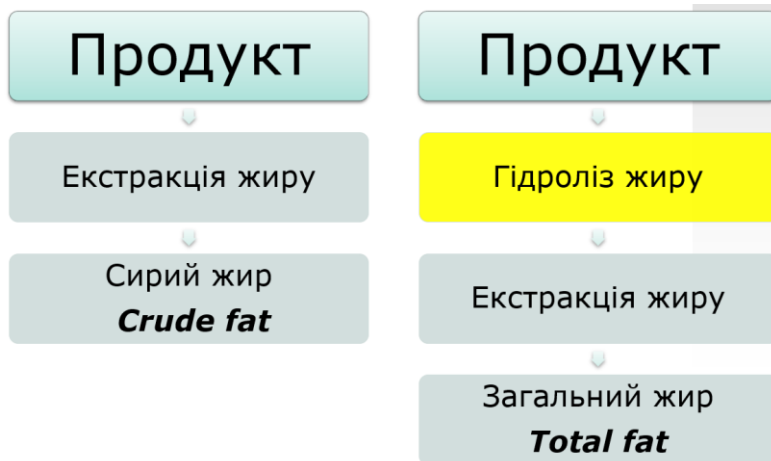 Продукт
Екстракція жиру
Сирий жир
Crude fat
Продукт
Гідроліз жиру
Екстракція жиру
Загальний жир
Total fat